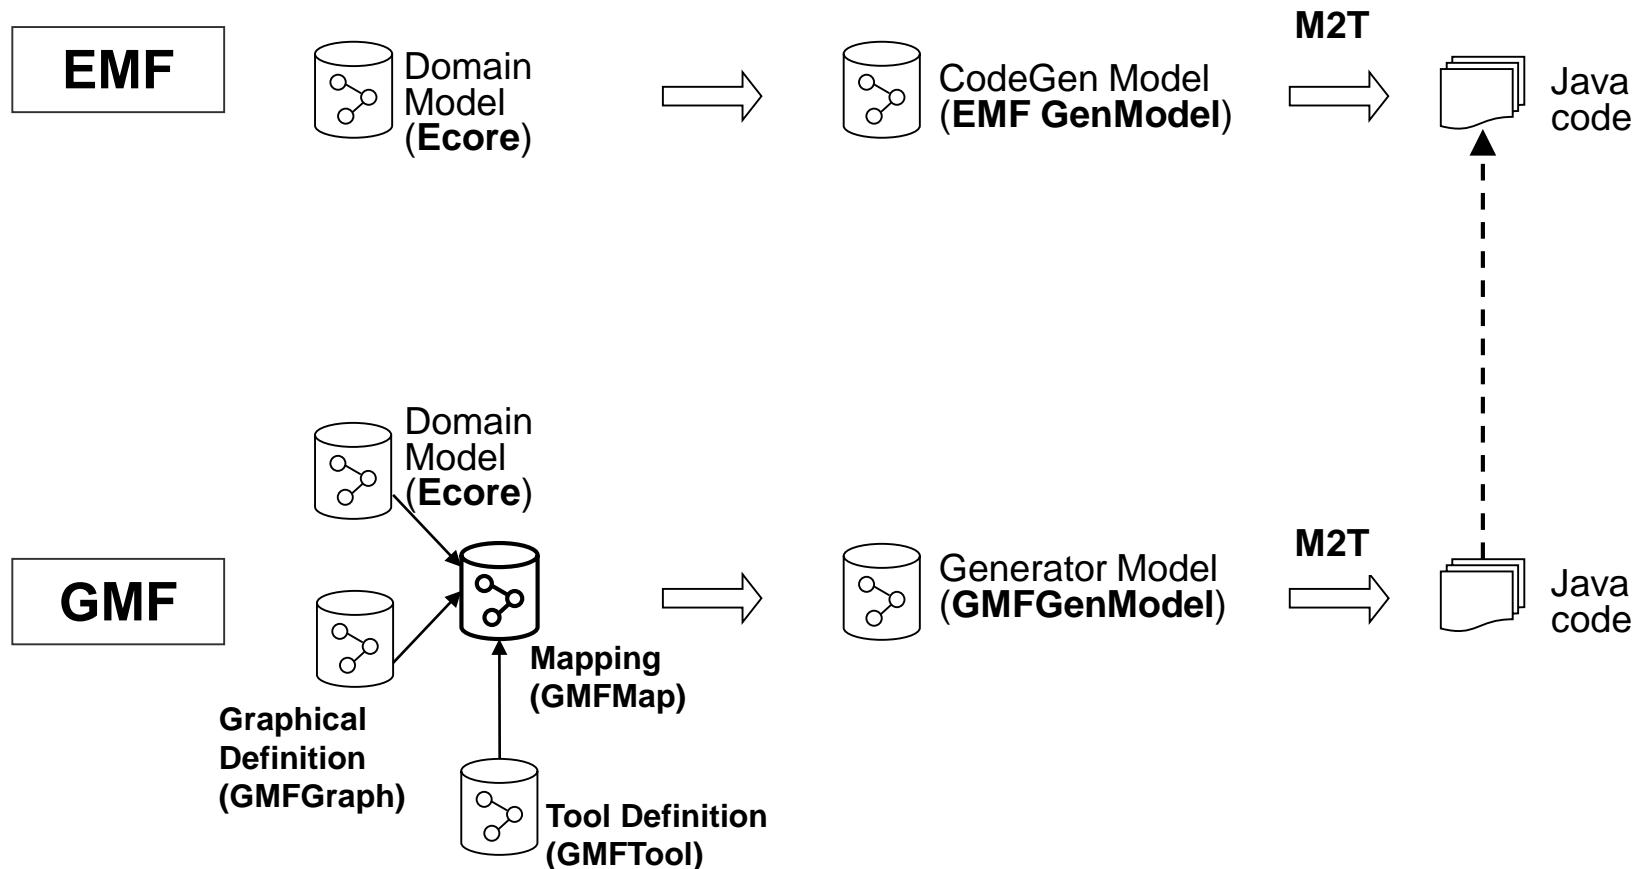 M2T
EMF
Domain
Model
(Ecore)
CodeGen Model
(EMF GenModel)
Java
code
Domain
Model
(Ecore)
GMF
M2T
Generator Model
(GMFGenModel)
Java
code
Mapping
(GMFMap)
Graphical
Definition
(GMFGraph)
Tool Definition
(GMFTool)